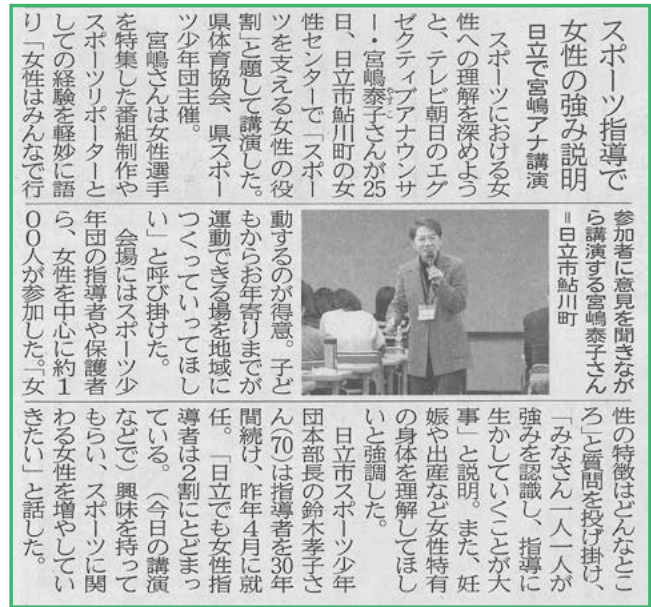 スポーツ指導で
女性の強み説明
日立で宮嶋アナ講演
スポーツにおける女
性への理解を深めよう
と、テレビ朝日のエグ
ゼクティブアナウンサ
ー・宮嶋泰子さんが25
やすこ
日、日立市鮎川町の女
性センターで「スポー
ツを支える女性の役
割」と題して講演した。
県体育協会、県スポー
ツ少年団主催。
宮嶋さんは女性選手
を特集した番組制作や
スポーツリポーターと
しての経験を軽妙に語
り「女性はみんなで行
動するのが得意。子ど
もからお年寄りまでが
運動できる場を地域に
つくっていってほし
い」と呼び掛けた。
会場にはスポーツ少
年団の指導者や保護者
ら、女性を中心に約1
00人が参加した。「女
参加者に意見を聞きなが
ら講演する宮嶋泰子さん
＝日立市鮎川町
性の特徴はどんなとこ
ろ」と質問を投げ掛け、
「みなさん一人一人が
強みを認識し、指導に
生かしていくことが大
事」と説明。また、妊
娠や出産など女性特有
の身体を理解してほし
いと強調した。
日立市スポーツ少年
団本部長の鈴木孝子さ
ん(70)は指導者を30年
間続け、昨年4月に就
任。「日立でも女性指
導者は2割にとどまっ
ている。（今日の講演
などで）興味を持って
もらい、スポーツに関
わる女性を増やしてい
きたい」と話した。